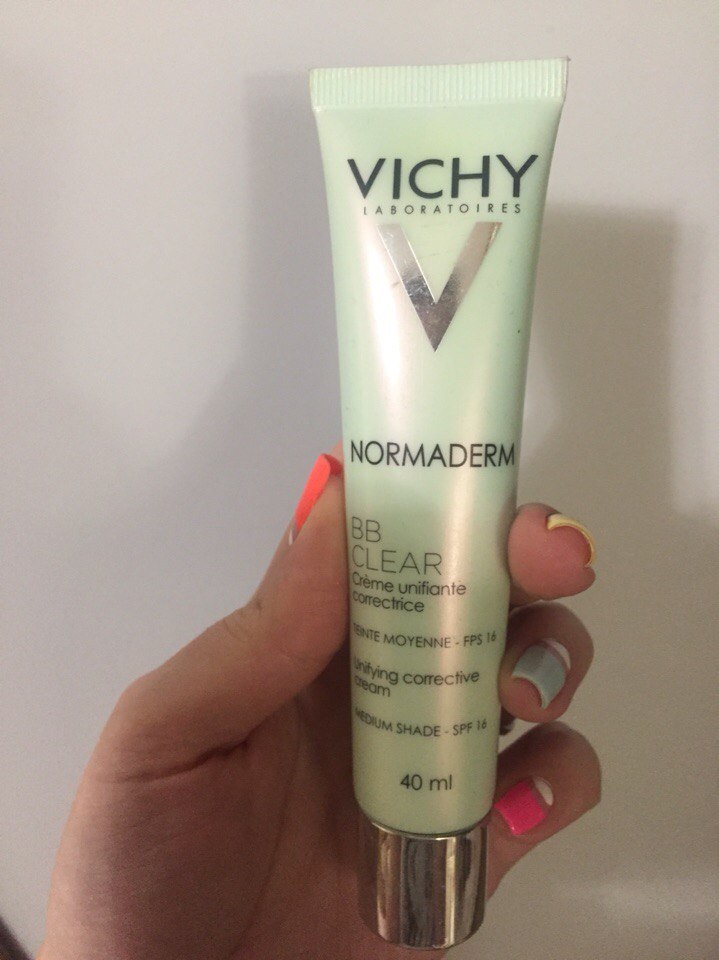 VICHY
LABORATOIRES
V
NORMADERM
BB
CLEAR
Crème unifiante
correctrice
TEINTE MOYENNE - FPS 16
Unifying corrective
cream
MEDIUM SHADE - SPF 16
40 ml